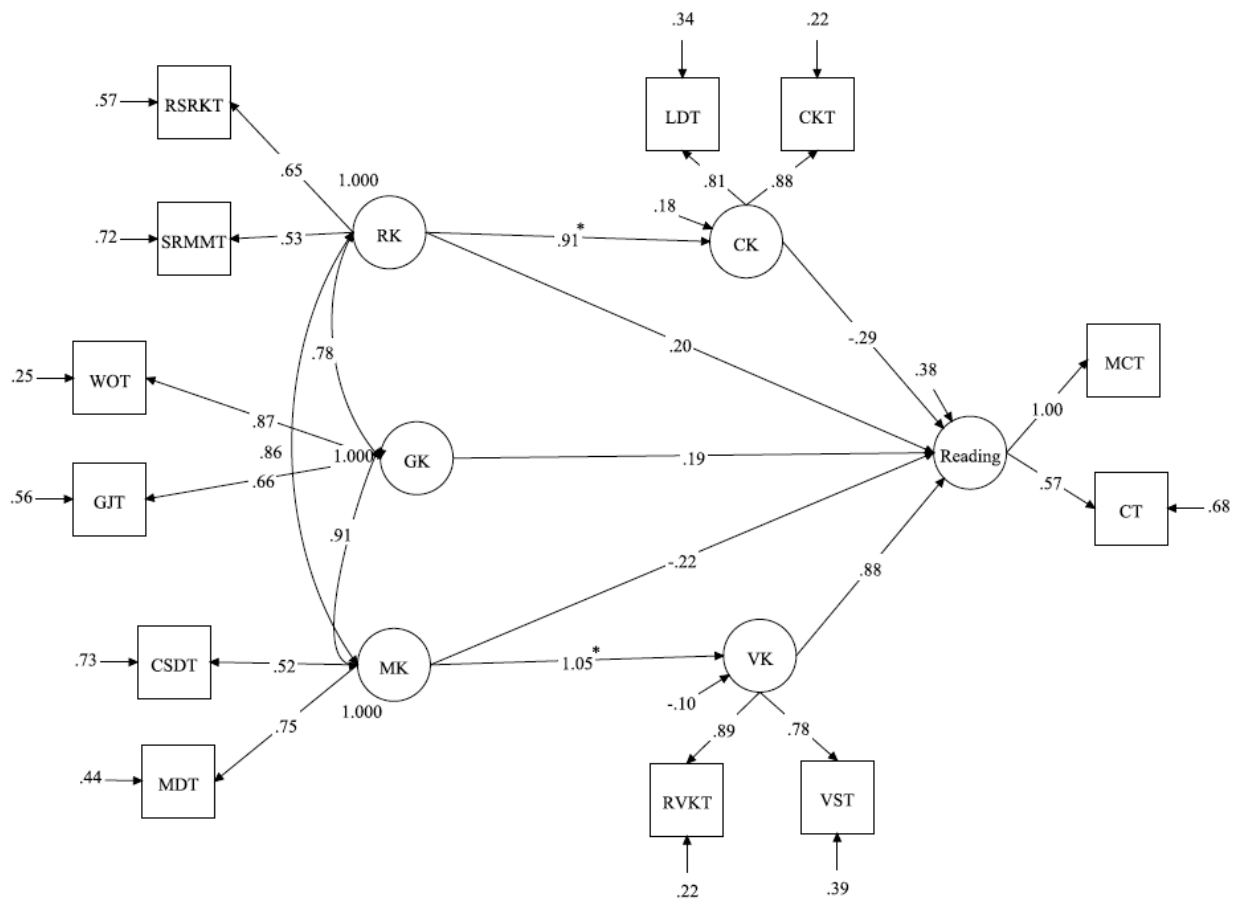 .34
.22
.57
RSRKT
LDT
CKT
.65
1.000
.81
.88
.18
.72
SRMMT
.53
RK
.91*
CK
.20
-.29
.78
MCT
.38
1.00
.25
WOT
.87
.86
1.000
GK
.19
Reading
.66
.57
.56
GJT
CT
.68
.91
-.22
.88
.73
CSDT
.52
MK
1.05*
VK
1.000
-.10
.75
.89
.78
.44
MDT
RVKT
VST
.22
.39